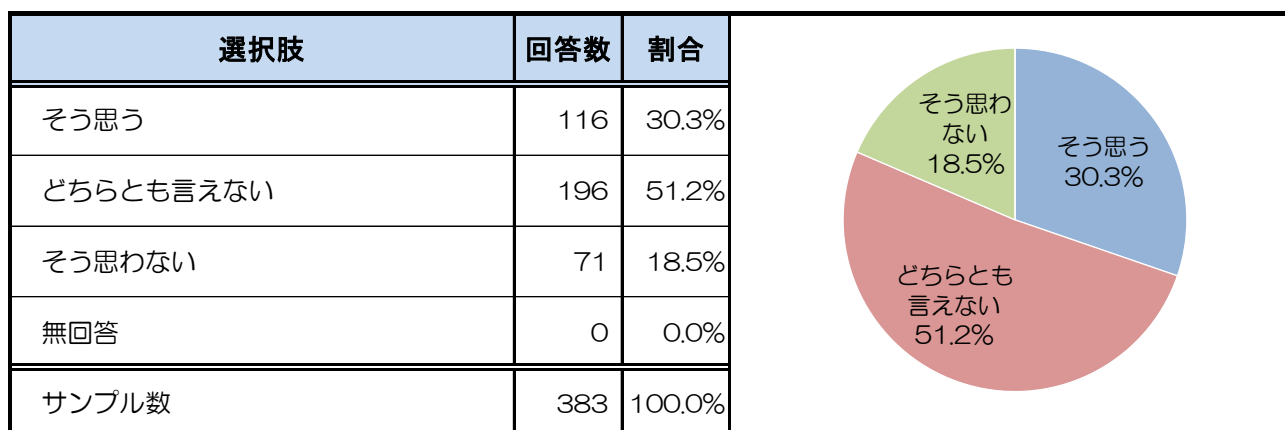 選択肢 回答数 割合
そう思う 116 30.3%
どちらとも言えない 196 51.2%
そう思わない 71 18.5%
無回答 0 0.0%
サンプル数 383 100.0%
そう思わ
ない
18.5%
そう思う
30.3%
どちらとも
言えない
51.2%